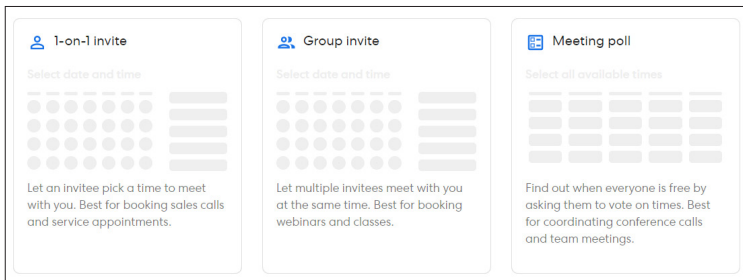 1-on-1 invite
Select date and time
Let an invitee pick a time to meet
with you. Best for booking sales calls
and service appointments.
Group invite
Select date and time
Let multiple invitees meet with you
at the same time. Best for booking
webinars and classes.
Meeting poll
Select all available times
Find out when everyone is free by
asking them to vote on times. Best
for coordinating conference calls
and team meetings.